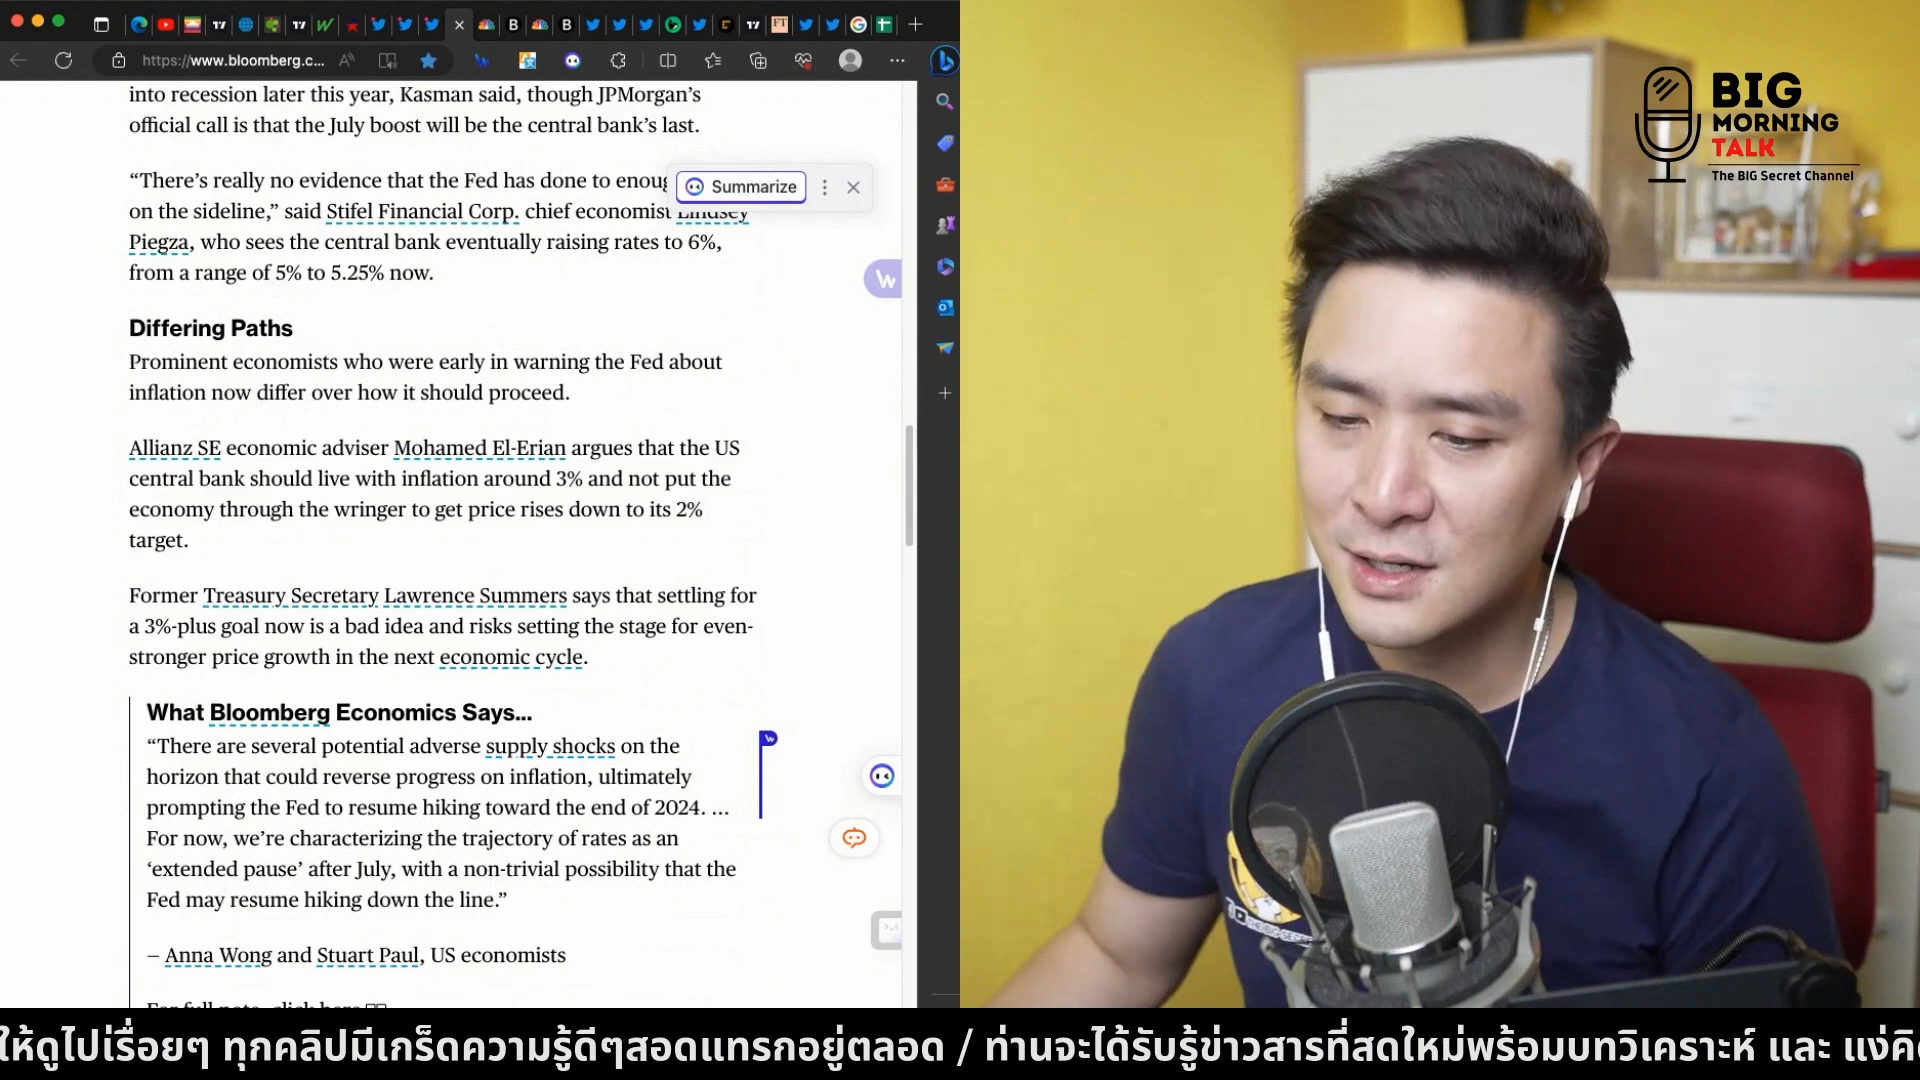 https://www.bloomberg.c...
into recession later this year, Kasman said, though JPMorgan’s
official call is that the July boost will be the central bank’s last.
“There’s really no evidence that the Fed has done to
Summarize
on the sideline,” said Stifel Financial Corp. chief economist Lindsey
Piegza, who sees the central bank eventually raising rates to 6%,
from a range of 5% to 5.25% now.
Differing Paths
Prominent economists who were early in warning the Fed about
inflation now differ over how it should proceed.
Allianz SE economic adviser Mohamed El-Erian argues that the US
central bank should live with inflation around 3% and not put the
economy through the wringer to get price rises down to its 2%
target.
Former Treasury Secretary Lawrence Summers says that settling for
a 3%-plus goal now is a bad idea and risks setting the stage for even-
stronger price growth in the next economic cycle.
What Bloomberg Economics Says...
“There are several potential adverse supply shocks on the
horizon that could reverse progress on inflation, ultimately
prompting the Fed to resume hiking toward the end of 2024. ...
For now, we’re characterizing the trajectory of rates as an
‘extended pause’ after July, with a non-trivial possibility that the
Fed may resume hiking down the line.”
— Anna Wong and Stuart Paul, US economists
For full note, click here
BIG
MORNING
TALK
The BIG Secret Channel
ให้ดูไปเรื่อยๆ ทุกคลิปมีเกร็ดความรู้ดีๆสอดแทรกอยู่ตลอด / ท่านจะได้รับรู้ข่าวสารที่สดใหม่พร้อมบทวิเคราะห์ และ แง่คิด